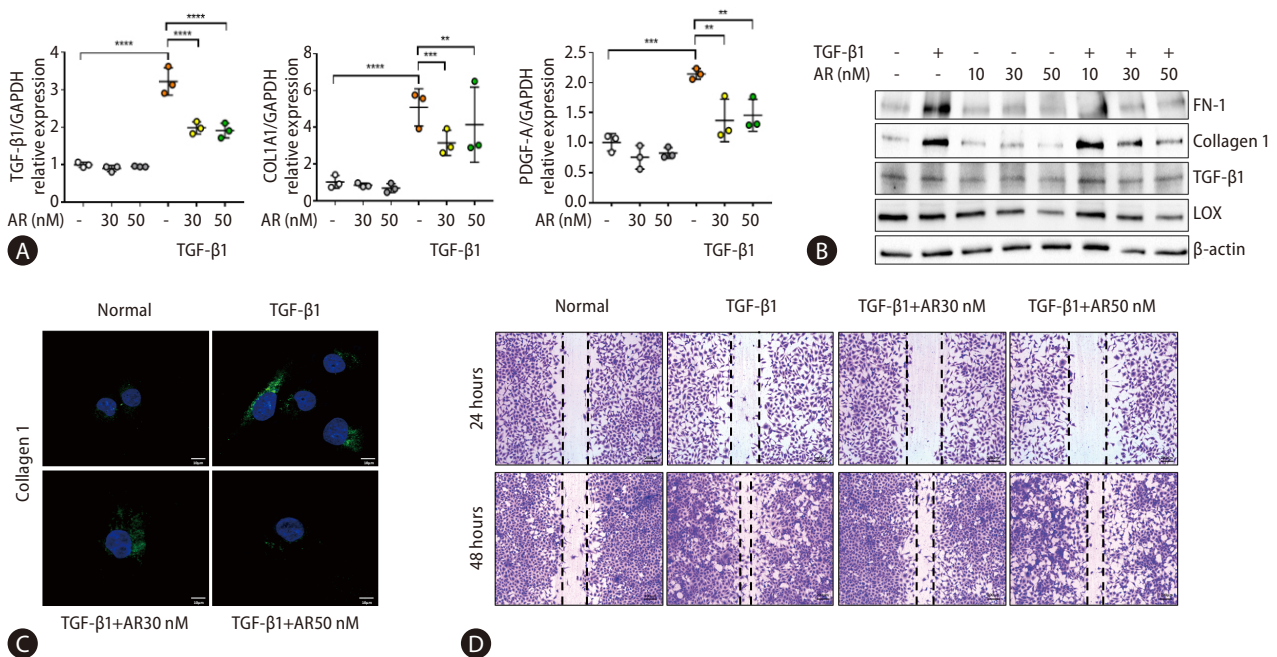 ****
****
****
TGF-β1/GAPDH
relative expression
4
3
2
1
0
- 30 50 - 30 50
AR (nM)
TGF-β1
**
***
****
COL1A1/GAPDH
relative expression
8
6
4
2
0
- 30 50 - 30 50
AR (nM)
TGF-β1
**
**
***
PDGF-A/GAPDH
relative expression
2.5
2.0
1.5
1.0
0.5
0.0
- 30 50 - 30 50
AR (nM)
TGF-β1
A
TGF-β1 - + - - - + + +
AR (nM) - - 10 30 50 10 30 50
FN-1
Collagen 1
TGF-β1
LOX
β-actin
B
Normal TGF-β1
Collagen 1
10μm
10μm
10μm
10μm
TGF-β1+AR30 nM TGF-β1+AR50 nM
C
Normal TGF-β1 TGF-β1+AR30 nM TGF-β1+AR50 nM
24 hours
48 hours
D